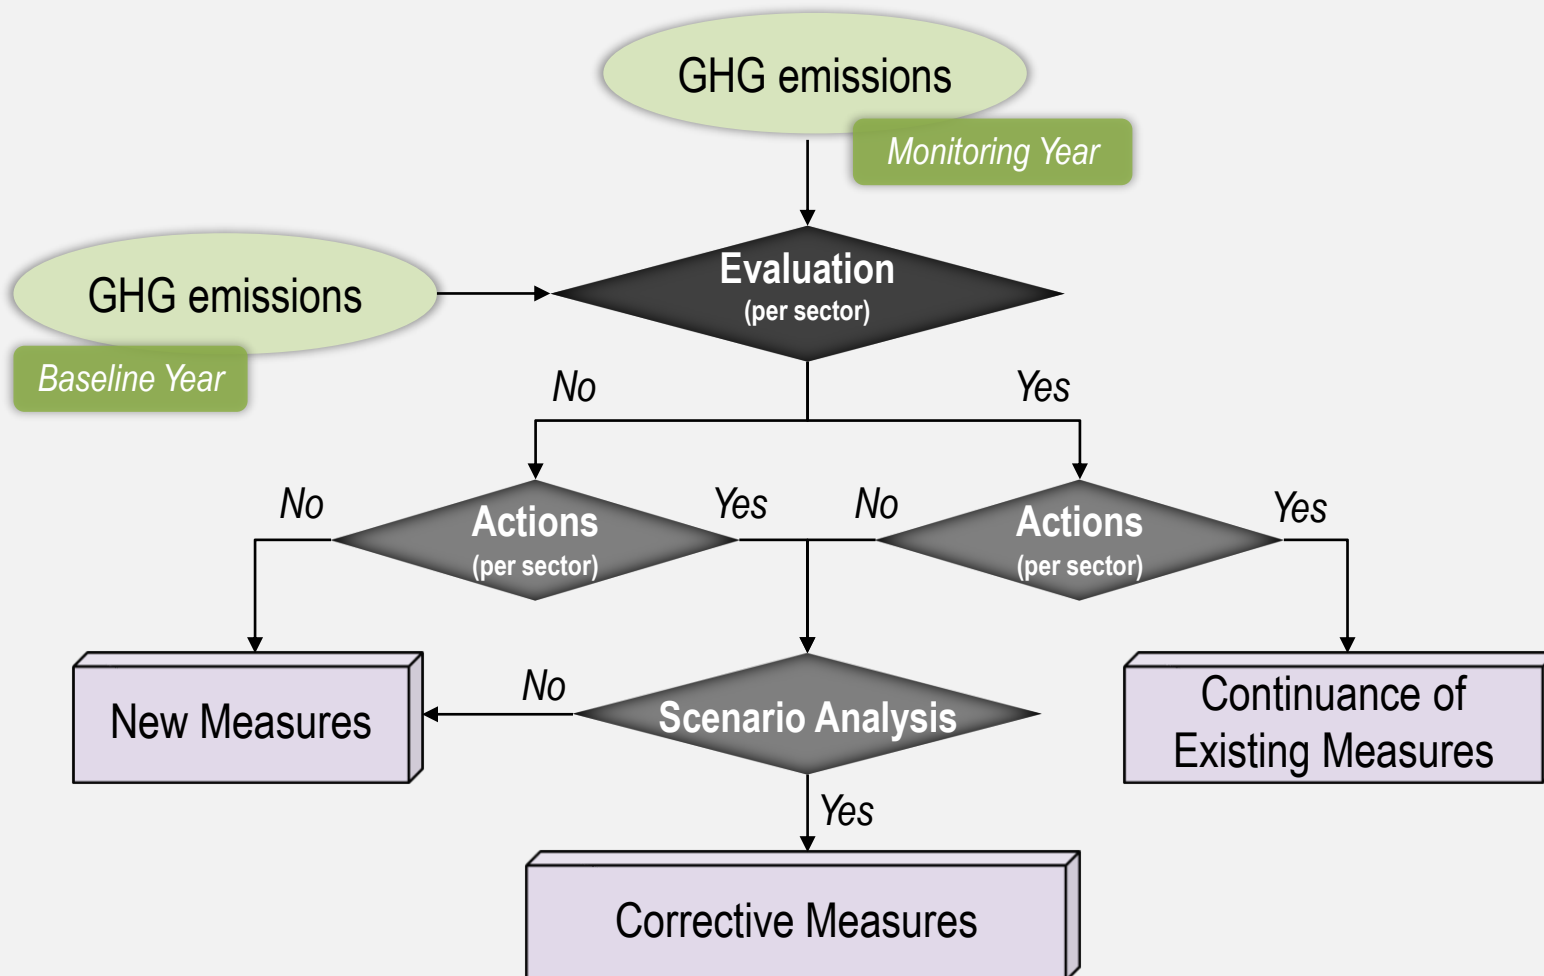 GHG emissions
Monitoring Year
Evaluation
(per sector)
GHG emissions
Baseline Year
No
Yes
No
Actions
(per sector)
Yes
No
Actions
(per sector)
Yes
New Measures
No
Scenario Analysis
Continuance of
Existing Measures
Yes
Corrective Measures